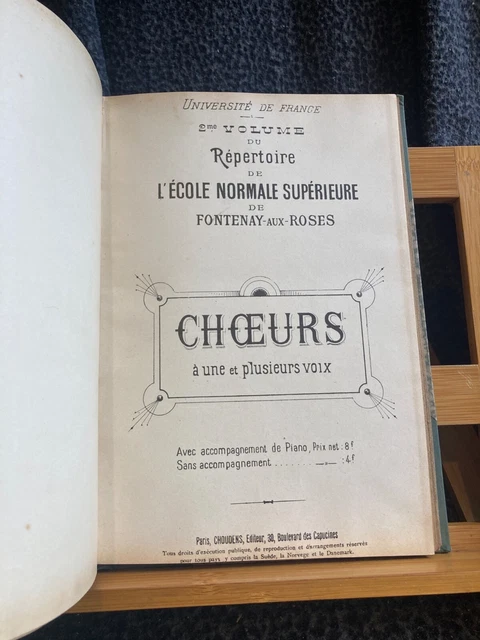 UNIVERSITÉ DE FRANCE
2me VOLUME
DU
Répertoire
DE
L'ÉCOLE NORMALE SUPÉRIEURE
DE
FONTENAY-AUX-ROSES
CHŒURS
à une et plusieurs voix
Avec accompagnement de Piano, Prix net : 8f
Sans accompagnement . . . . . . . —»— : 4f
Paris, CHOUDENS, Editeur, 30, Boulevard des Capucines
Tous droits d'exécution publique, de reproduction et d'arrangements réservés
pour tous pays y compris la Suède, la Norvège et le Danemark.